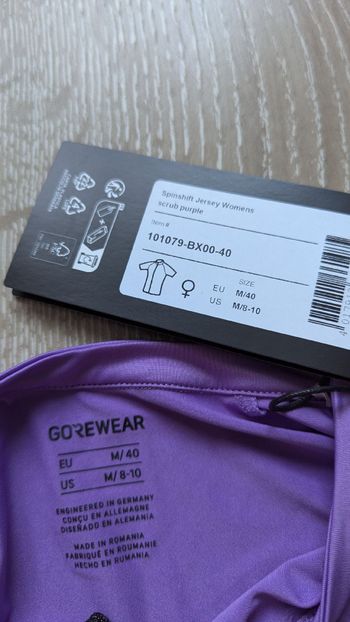 Spinshift Jersey Womens
scrub purple
Item #
101079-BX00-40
SIZE
EU M/40
US M/8-10
GOREWEAR
EU M/ 40
US M/ 8-10
ENGINEERED IN GERMANY
CONÇU EN ALLEMAGNE
DISEÑADO EN ALEMANIA
MADE IN ROMANIA
FABRIQUÉ EN ROUMANIE
HECHO EN RUMANIA